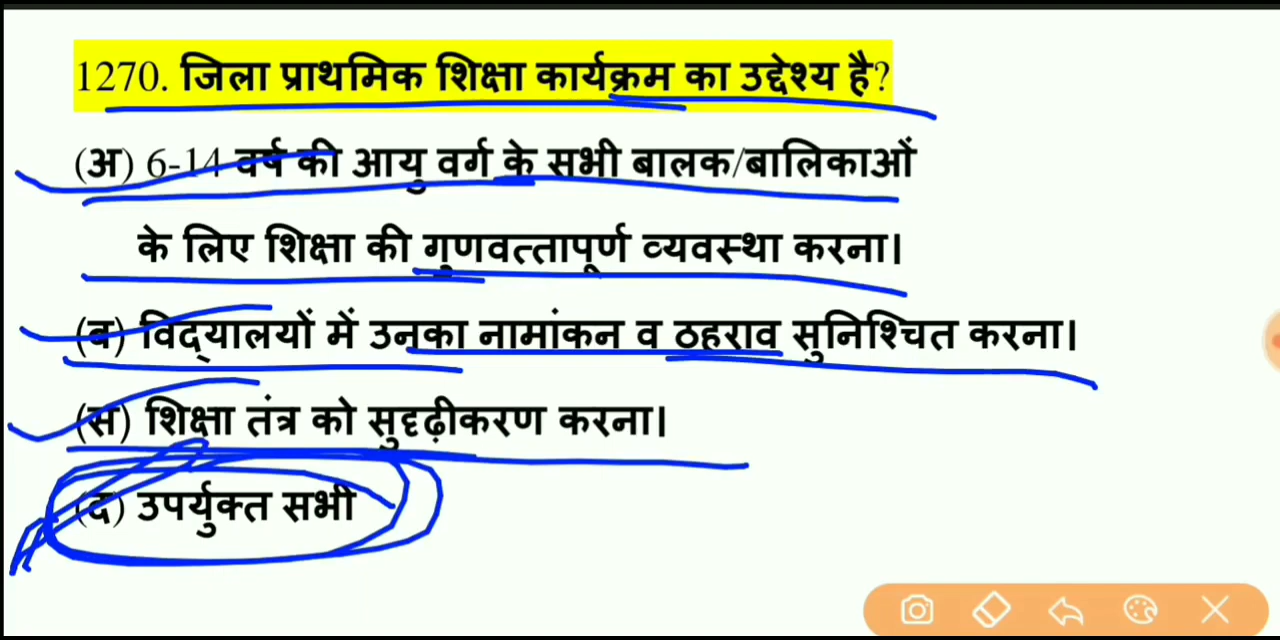 1270. जिला प्राथमिक शिक्षा कार्यक्रम का उद्देश्य है?
(अ) 6-14 वर्ष की आयु वर्ग के सभी बालक/बालिकाओं
के लिए शिक्षा की गुणवत्तापूर्ण व्यवस्था करना।
(ब) विद्यालयों में उनका नामांकन व ठहराव सुनिश्चित करना।
(स) शिक्षा तंत्र को सुदृढ़ीकरण करना।
(द) उपर्युक्त सभी